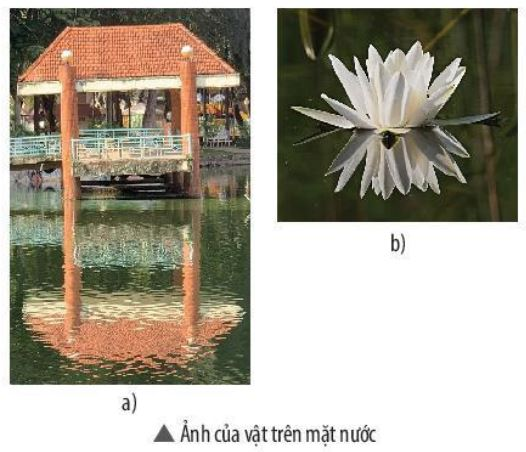 a)
b)
▲ Ảnh của vật trên mặt nước